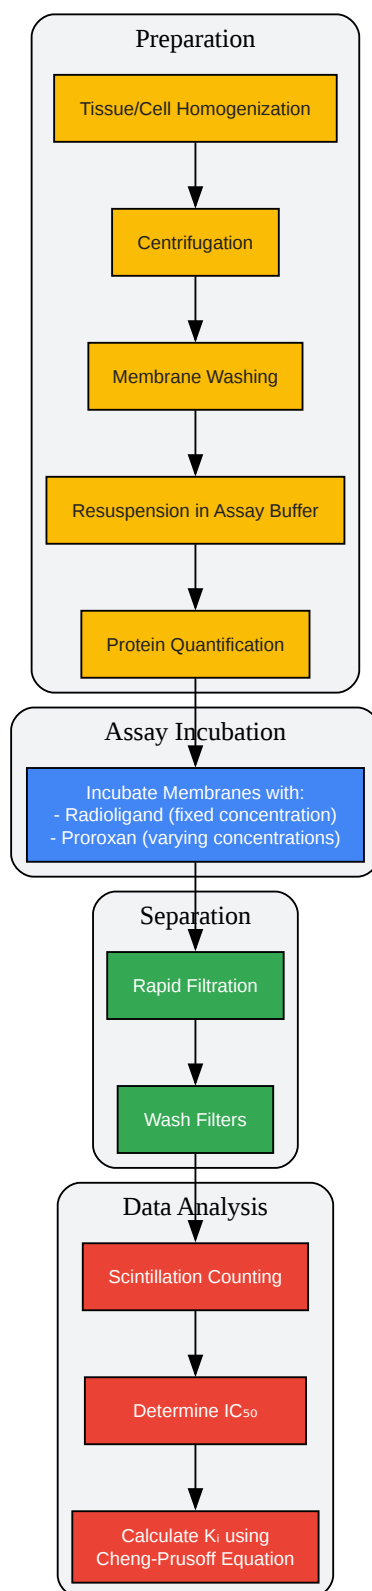 Preparation
Tissue/Cell Homogenization
Centrifugation
Membrane Washing
Resuspension in Assay Buffer
Protein Quantification
Assay Incubation
Incubate Membranes with:
- Radioligand (fixed concentration)
- Proroxan (varying concentrations)
Separation
Rapid Filtration
Wash Filters
Data Analysis
Scintillation Counting
Determine IC₅₀
Calculate Kᵢ using
Cheng-Prusoff Equation